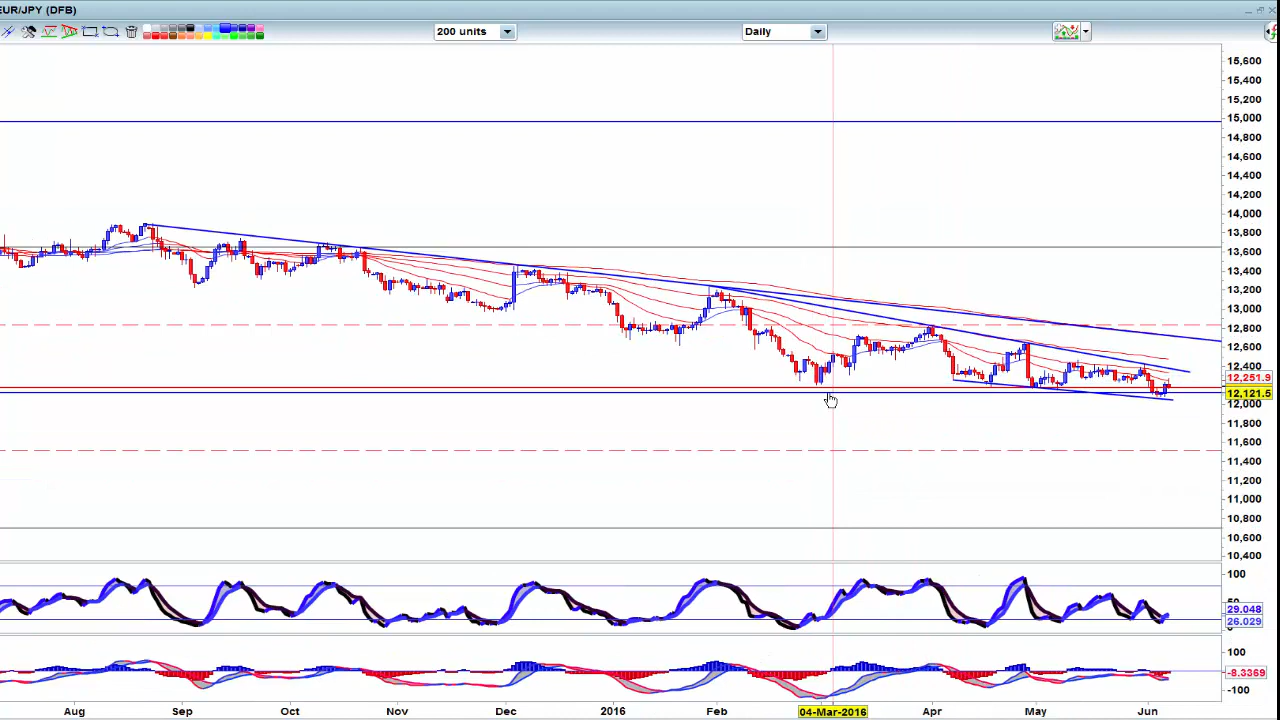 EUR/JPY (DFB)
200 units
Daily
15,600
15,400
15,200
15,000
14,800
14,600
14,400
14,200
14,000
13,800
13,600
13,400
13,200
13,000
12,800
12,600
12,400
12,251.9
12,121.5
12,000
11,800
11,600
11,400
11,200
11,000
10,800
10,600
10,400
100
29.048
26.029
100
-8.3369
-100
Aug
Sep
Oct
Nov
Dec
2016
Feb
04-Mar-2016
Apr
May
Jun